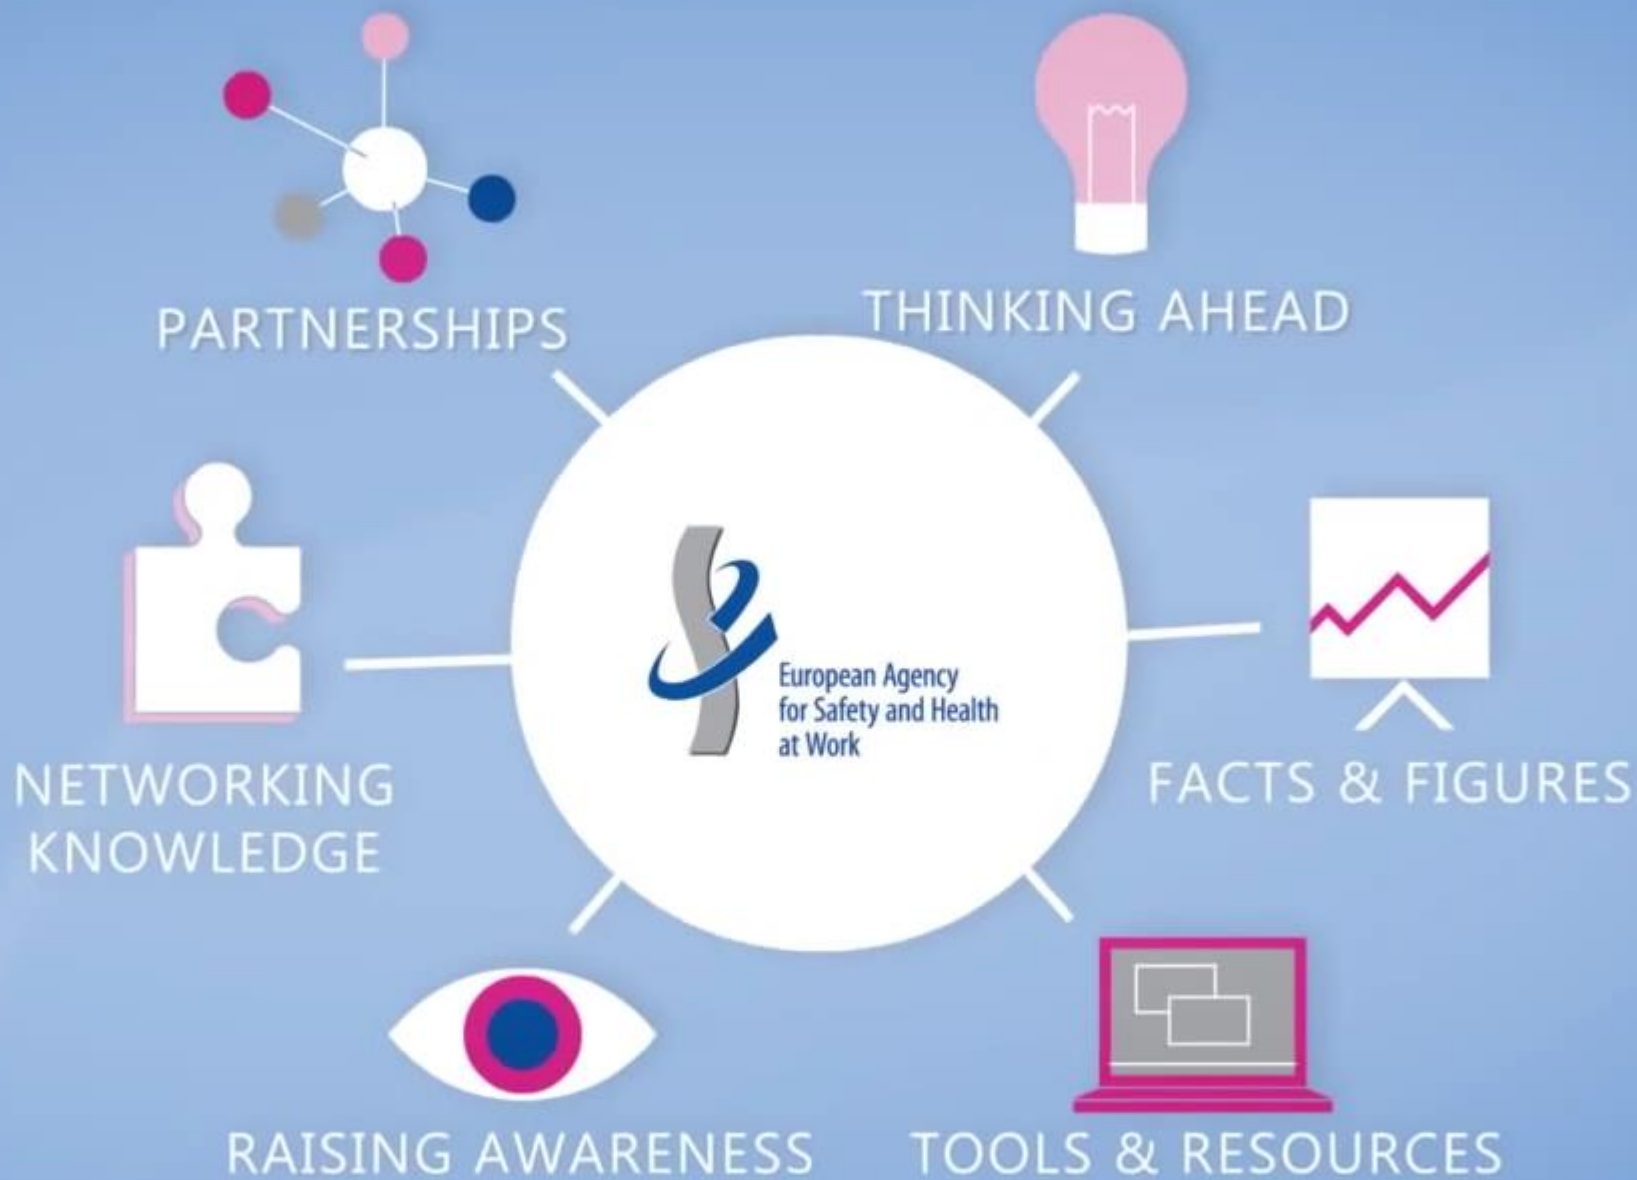 PARTNERSHIPS
THINKING AHEAD
European Agency
for Safety and Health
at Work
NETWORKING
KNOWLEDGE
FACTS & FIGURES
RAISING AWARENESS
TOOLS & RESOURCES